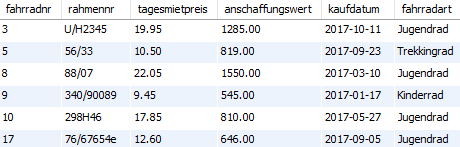 fahrradnr rahmennr tagesmietpreis anschaffungswert kaufdatum fahrradart
3 U/H2345 19.95 1285.00 2017-10-11 Jugendrad
5 56/33 10.50 819.00 2017-09-23 Trekkingrad
8 88/07 22.05 1550.00 2017-03-10 Jugendrad
9 340/90089 9.45 545.00 2017-01-17 Kinderrad
10 298H46 17.85 810.00 2017-05-27 Jugendrad
17 76/67654e 12.60 646.00 2017-09-05 Jugendrad